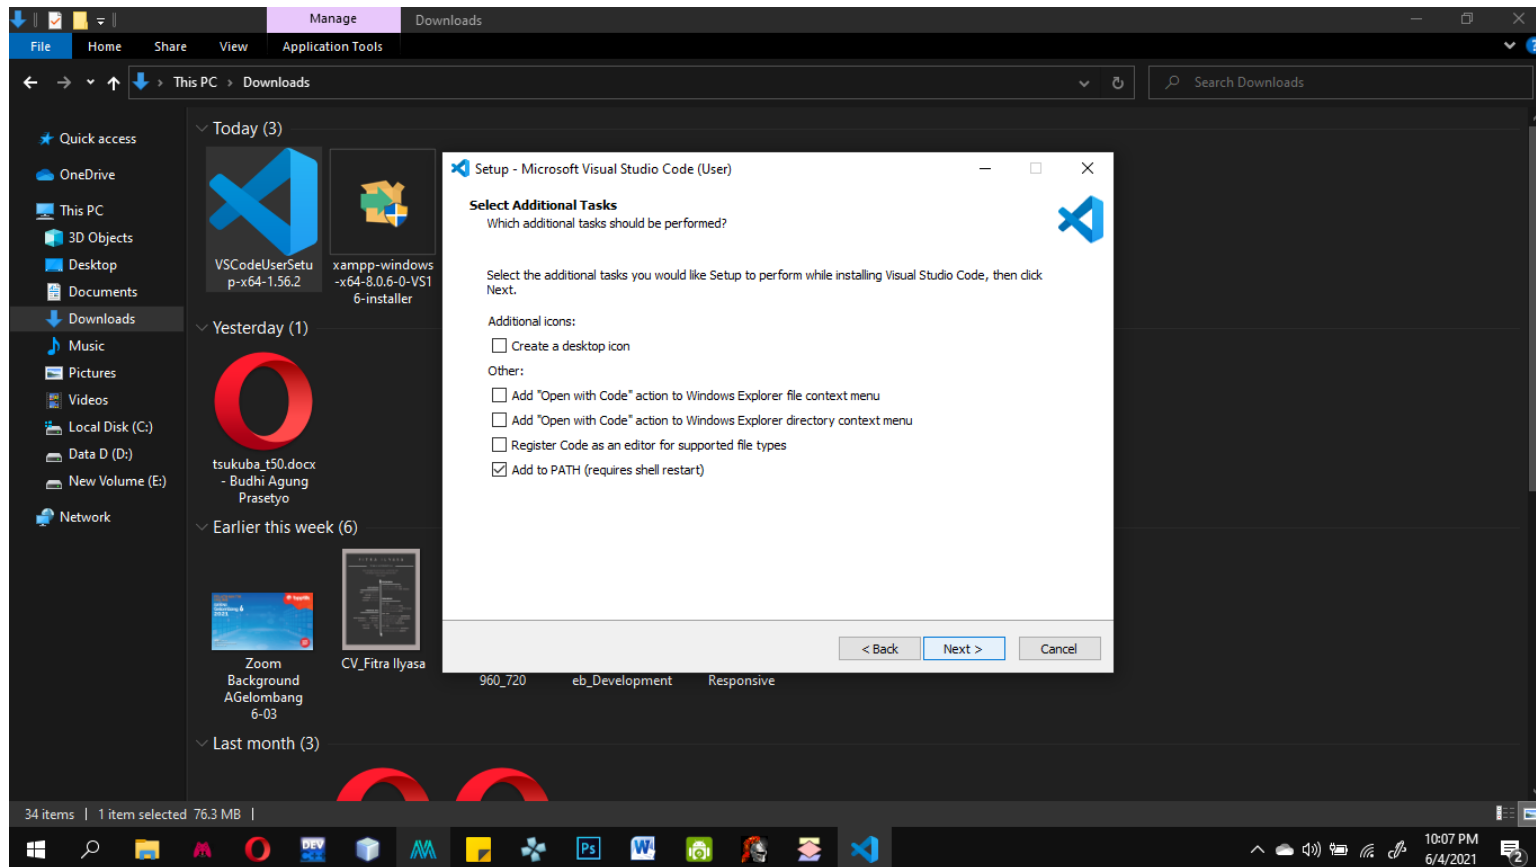 Manage
Downloads
File
Home
Share
View
Application Tools
This PC > Downloads
Search Downloads
Quick access
OneDrive
This PC
3D Objects
Desktop
Documents
Downloads
Music
Pictures
Videos
Local Disk (C:)
Data D (D:)
New Volume (E:)
Network
Today (3)
VSCodeUserSetu
p-x64-1.56.2
xampp-windows
-x64-8.0.6-0-VS1
6-installer
Yesterday (1)
tsukuba_t50.docx
- Budhi Agung
Prasetyo
Earlier this week (6)
Zoom
Background
AGelombang
6-03
CV_Fitra Ilyasa
960_720
eb_Development
Responsive
Last month (3)
Setup - Microsoft Visual Studio Code (User)
Select Additional Tasks
Which additional tasks should be performed?
Select the additional tasks you would like Setup to perform while installing Visual Studio Code, then click
Next.
Additional icons:
Create a desktop icon
Other:
Add "Open with Code" action to Windows Explorer file context menu
Add "Open with Code" action to Windows Explorer directory context menu
Register Code as an editor for supported file types
Add to PATH (requires shell restart)
< Back
Next >
Cancel
34 items
1 item selected 76.3 MB
DEV
Ps
W
10:07 PM
6/4/2021
2